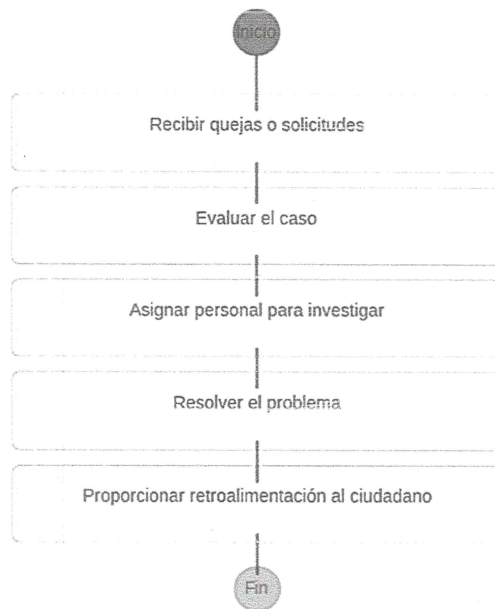 Inicio
Recibir quejas o solicitudes
Evaluar el caso
Asignar personal para investigar
Resolver el problema
Proporcionar retroalimentación al ciudadano
Fin